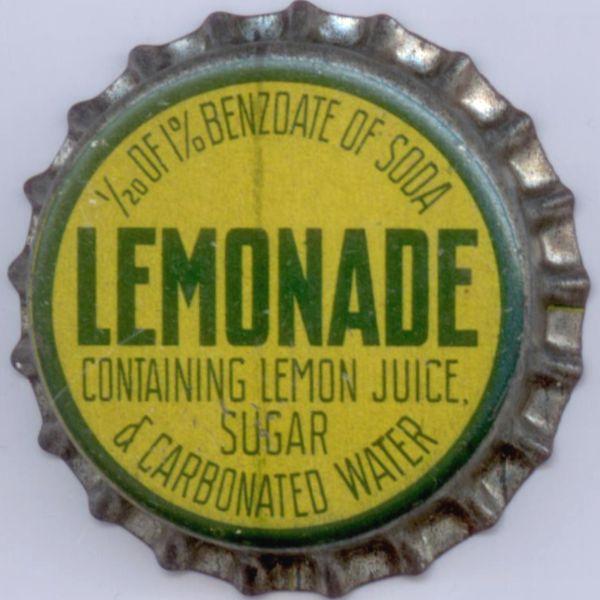 1/20 OF 1% BENZOATE OF SODA
LEMONADE
CONTAINING LEMON JUICE,
SUGAR
& CARBONATED WATER